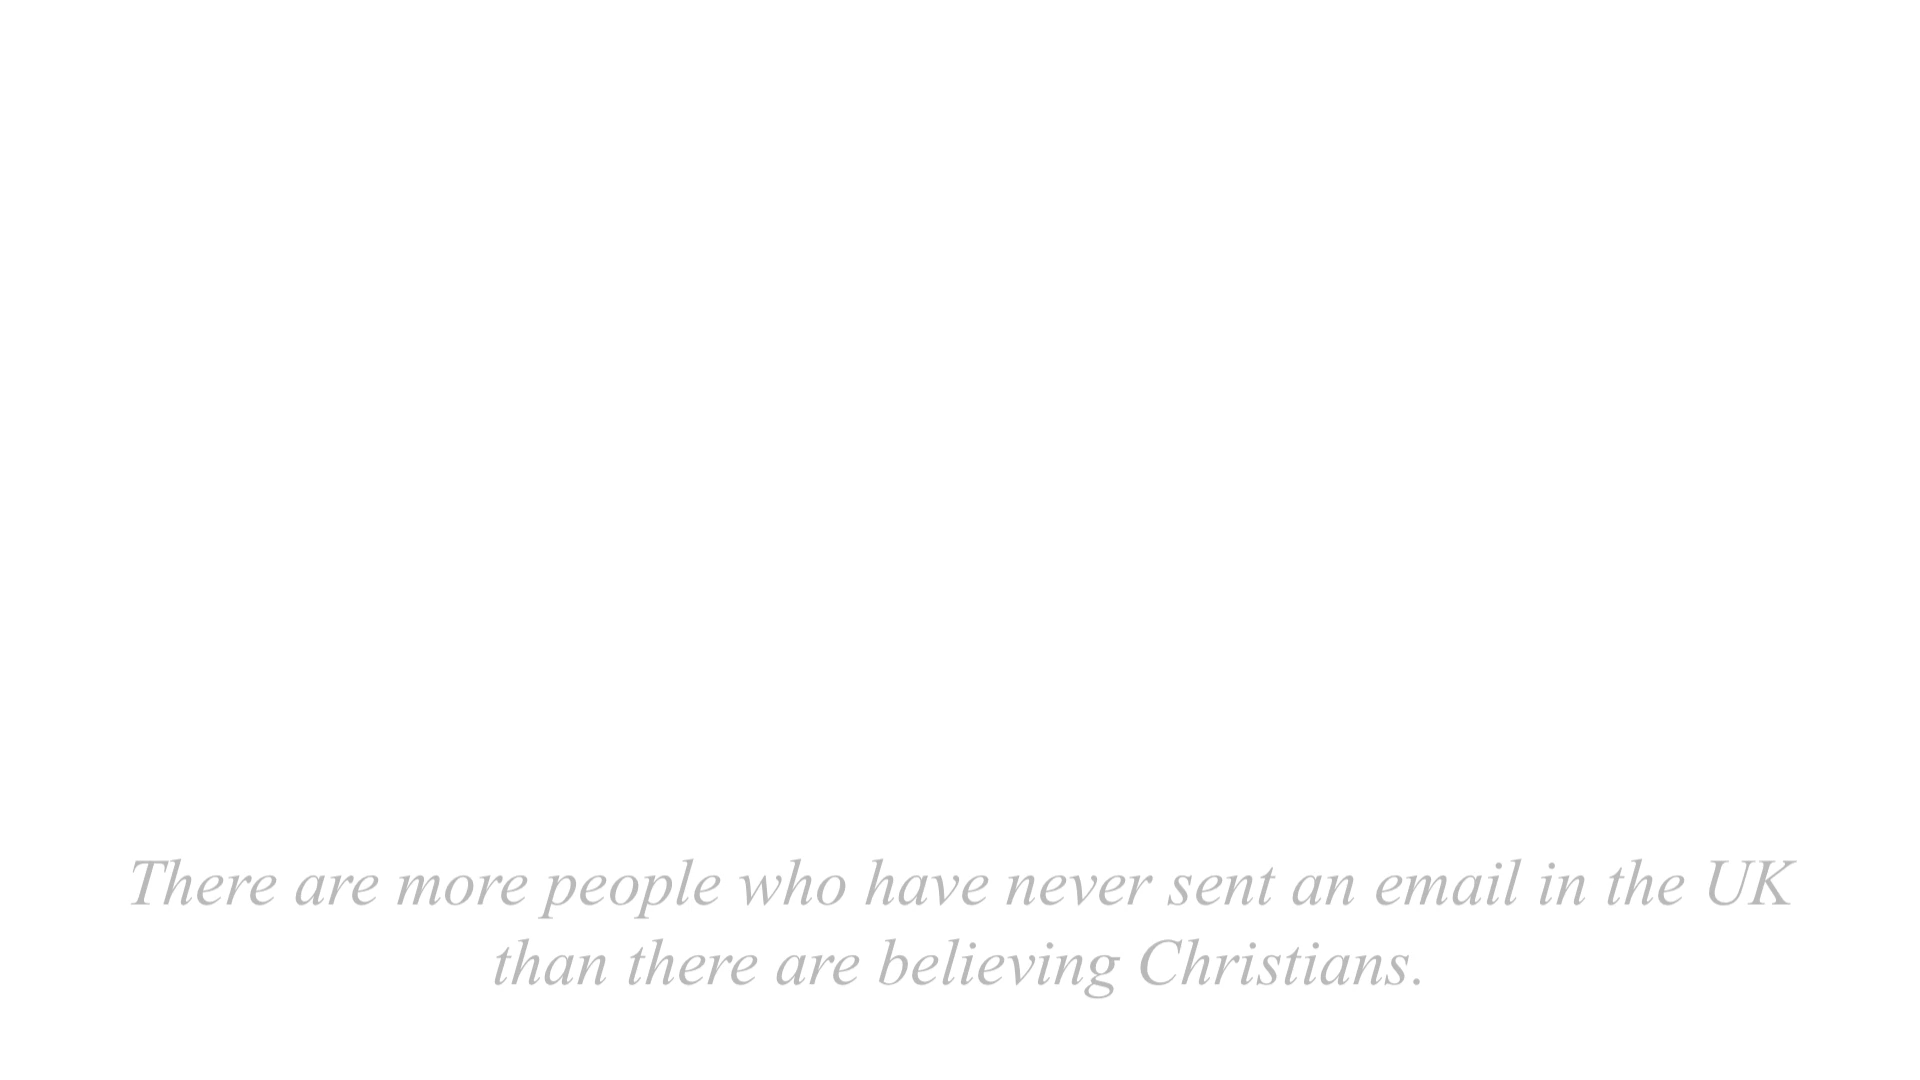 There are more people who have never sent an email in the UK
than there are believing Christians.